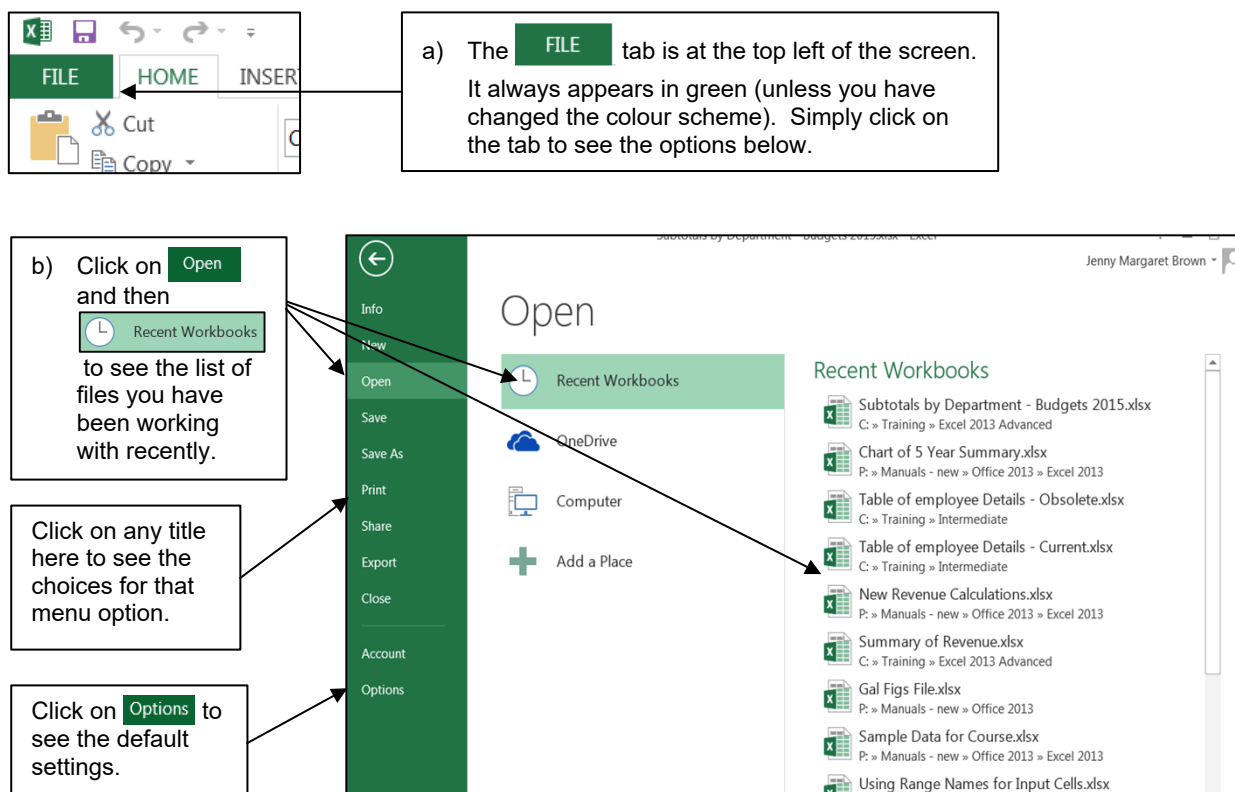 FILE HOME INSER
Cut
Copy
a) The FILE tab is at the top left of the screen.
It always appears in green (unless you have
changed the colour scheme). Simply click on
the tab to see the options below.
b) Click on Open
and then
Recent Workbooks
to see the list of
files you have
been working
with recently.
Click on any title
here to see the
choices for that
menu option.
Click on Options to
see the default
settings.
Subtotals by Department - Budgets 2015.xlsx - Excel
Jenny Margaret Brown
Info
New
Open
Save
Save As
Print
Share
Export
Close
Account
Options
Open
Recent Workbooks
OneDrive
Computer
Add a Place
Recent Workbooks
Subtotals by Department - Budgets 2015.xlsx
C: » Training » Excel 2013 Advanced
Chart of 5 Year Summary.xlsx
P: » Manuals - new » Office 2013 » Excel 2013
Table of employee Details - Obsolete.xlsx
C: » Training » Intermediate
Table of employee Details - Current.xlsx
C: » Training » Intermediate
New Revenue Calculations.xlsx
P: » Manuals - new » Office 2013 » Excel 2013
Summary of Revenue.xlsx
C: » Training » Excel 2013 Advanced
Gal Figs File.xlsx
P: » Manuals - new » Office 2013
Sample Data for Course.xlsx
P: » Manuals - new » Office 2013 » Excel 2013
Using Range Names for Input Cells.xlsx